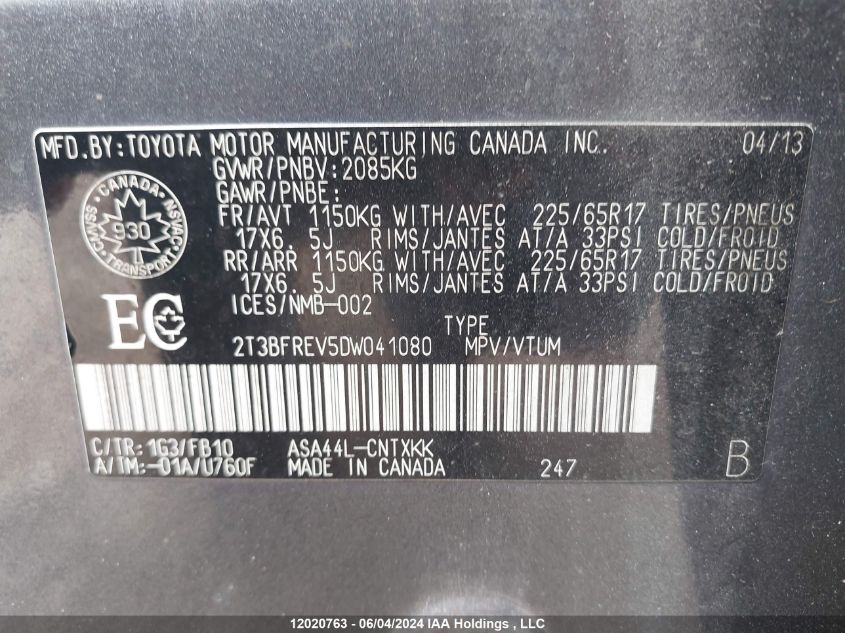 MFD.BY:TOYOTA MOTOR MANUFACTURING CANADA INC. 04/13
GVWR/PNBV:2085KG
GAWR/PNBE:
FR/AVT 1150KG WITH/AVEC 225/65R17 TIRES/PNEUS
17X6. 5J RIMS/JANTES AT/A 33PSI COLD/FROID
RR/ARR 1150KG WITH/AVEC 225/65R17 TIRES/PNEUS
17X6. 5J RIMS/JANTES AT/A 33PSI COLD/FROID
CANADA
CMVSS
NSVAC
930
TRANSPORT
ICES/NMB-002
EC
TYPE
2T3BFREV5DW041080 MPV/VTUM
C/TR:1G3/FB10 ASA44L-CNTXKK
A/TM:-01A/U760F MADE IN CANADA 247 B
12020763 - 06/04/2024 IAA Holdings , LLC